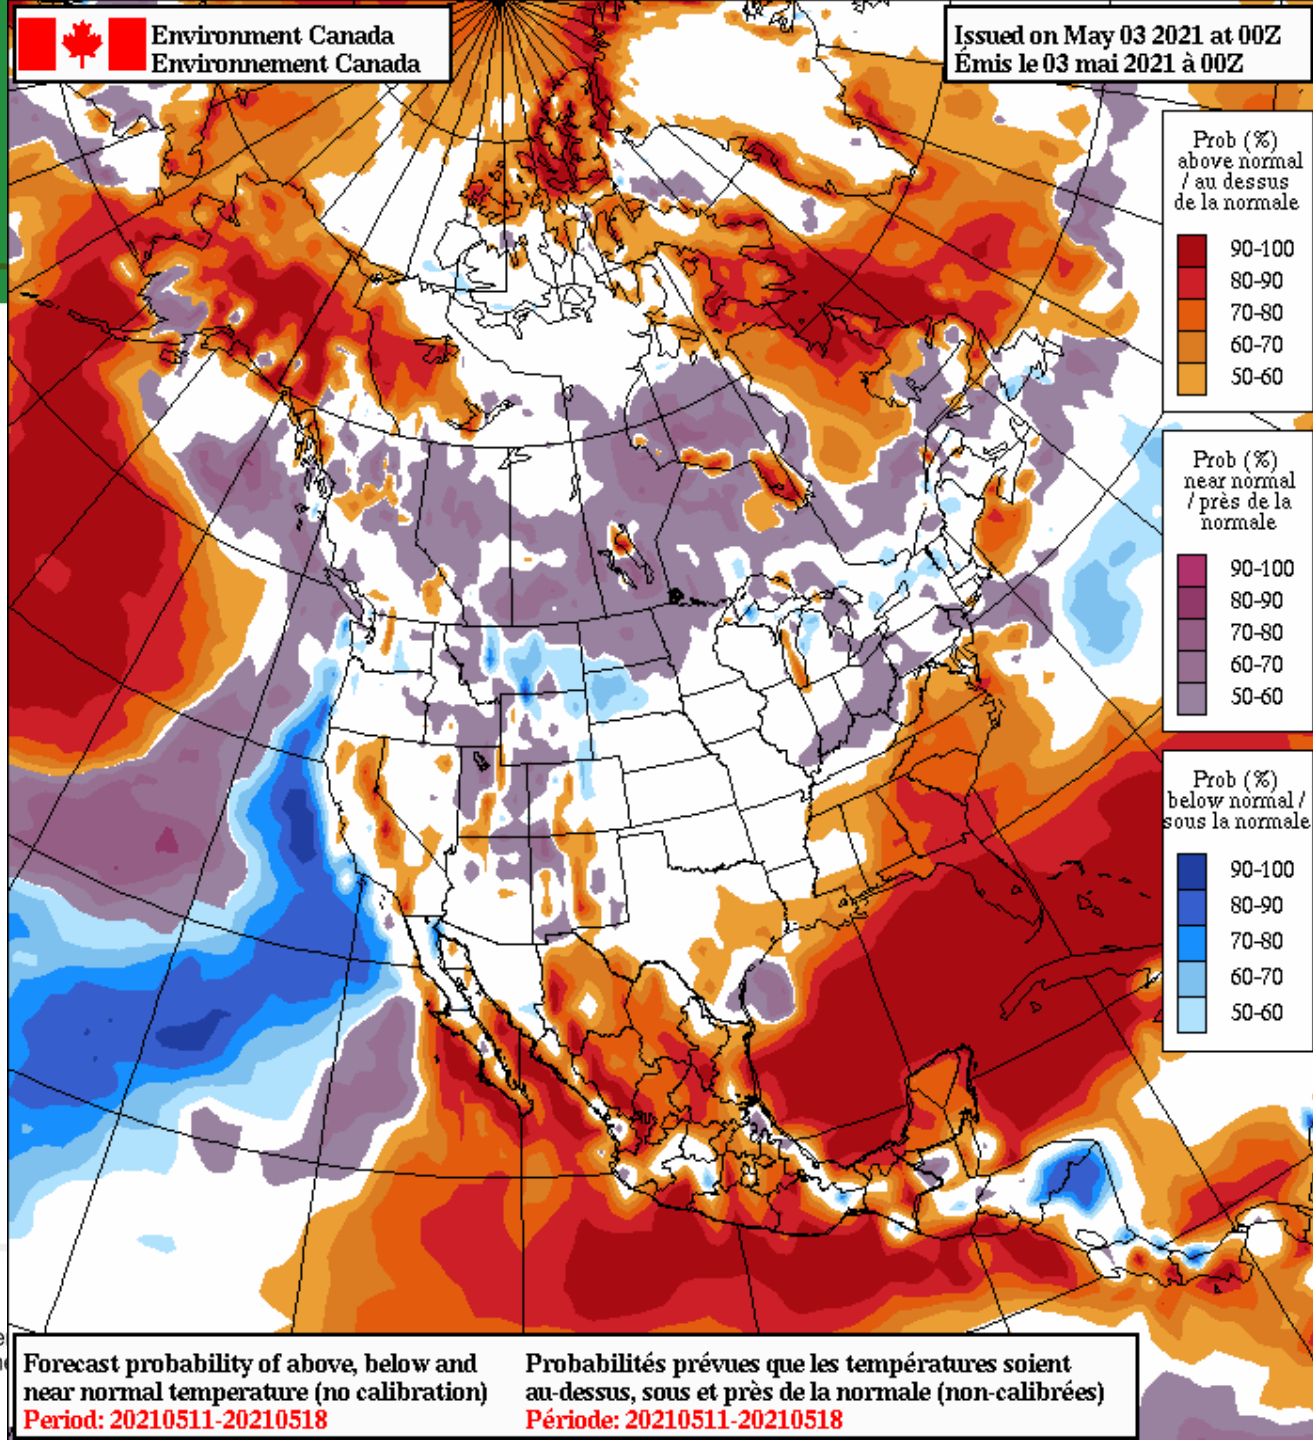 Environment Canada
Environnement Canada
Issued on May 03 2021 at 00Z
Émis le 03 mai 2021 à 00Z
Prob (%)
above normal
/ au dessus
de la normale
90-100
80-90
70-80
60-70
50-60
Prob (%)
near normal
/ près de la
normale
90-100
80-90
70-80
60-70
50-60
Prob (%)
below normal /
sous la normale
90-100
80-90
70-80
60-70
50-60
Forecast probability of above, below and
near normal temperature (no calibration)
Period: 20210511-20210518
Probabilités prévues que les températures soient
au-dessus, sous et près de la normale (non-calibrées)
Période: 20210511-20210518